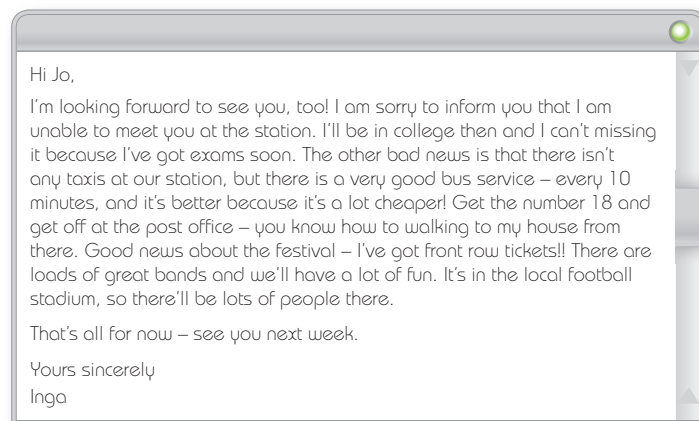 Hi Jo,
I'm looking forward to see you, too! I am sorry to inform you that I am
unable to meet you at the station. I'll be in college then and I can't missing
it because I've got exams soon. The other bad news is that there isn't
any taxis at our station, but there is a very good bus service – every 10
minutes, and it's better because it's a lot cheaper! Get the number 18 and
get off at the post office – you know how to walking to my house from
there. Good news about the festival – I've got front row tickets!! There are
loads of great bands and we'll have a lot of fun. It's in the local football
stadium, so there'll be lots of people there.
That's all for now – see you next week.
Yours sincerely
Inga